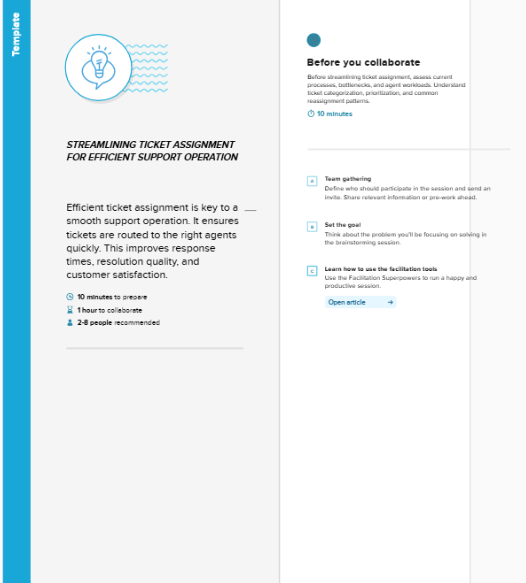 Template
STREAMLINING TICKET ASSIGNMENT
FOR EFFICIENT SUPPORT OPERATION
Efficient ticket assignment is key to a
smooth support operation. It ensures
tickets are routed to the right agents
quickly. This improves response
times, resolution quality, and
customer satisfaction.
10 minutes to prepare
1 hour to collaborate
2-8 people recommended
Before you collaborate
Before streamlining ticket assignment, assess current
processes, bottlenecks, and agent workloads. Understand
ticket categorization, prioritization, and common
reassignment patterns.
10 minutes
A
Team gathering
Define who should participate in the session and send an
invite. Share relevant information or pre-work ahead.
B
Set the goal
Think about the problem you'll be focusing on solving in
the brainstorming session.
C
Learn how to use the facilitation tools
Use the Facilitation Superpowers to run a happy and
productive session.
Open article →